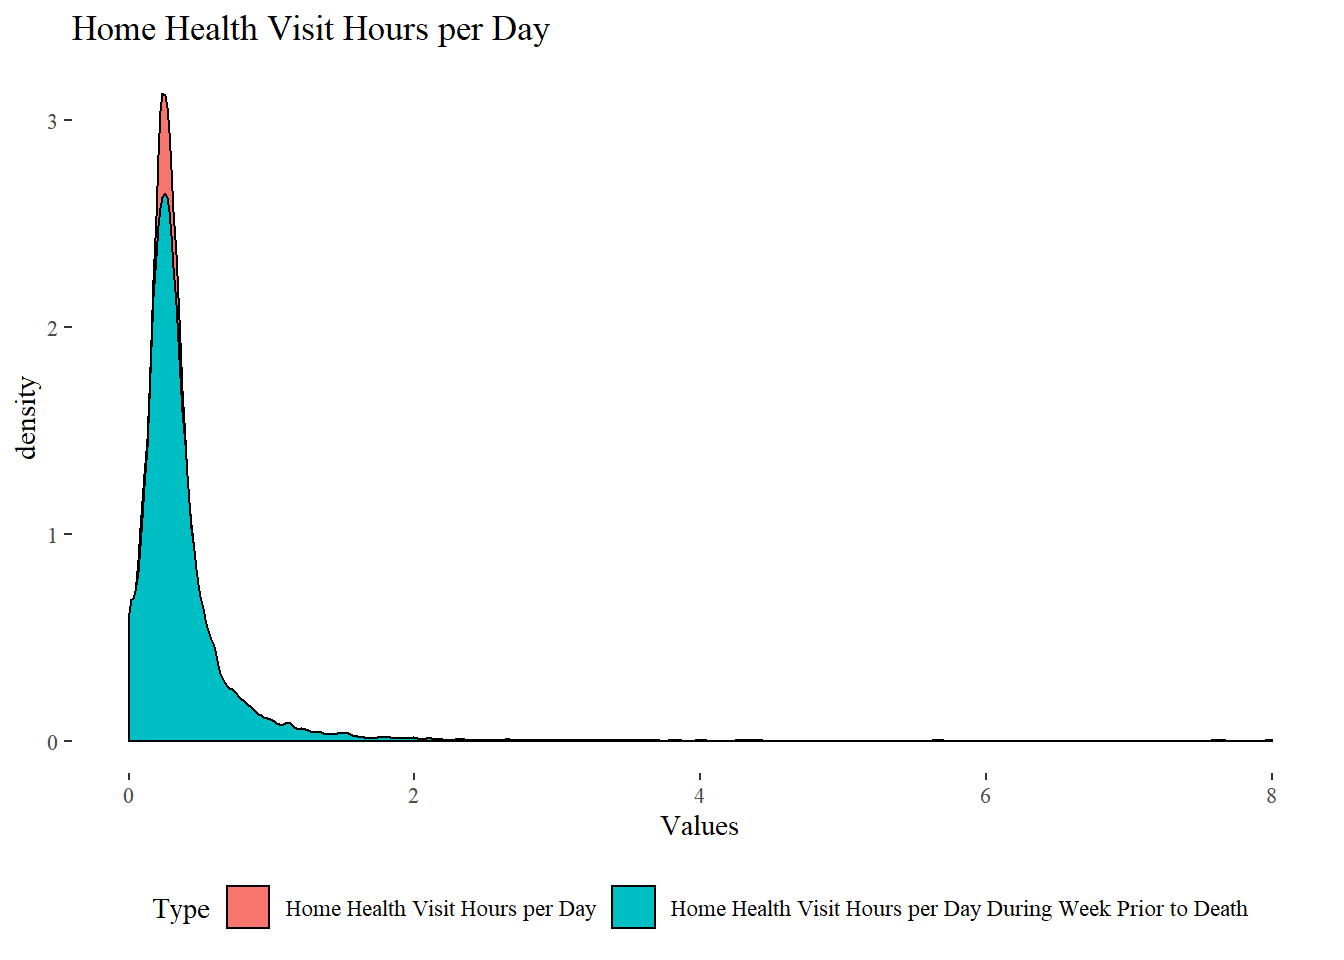 Home Health Visit Hours per Day
3
2
1
0
density
0 2 4 6 8
Values
Type Home Health Visit Hours per Day Home Health Visit Hours per Day During Week Prior to Death